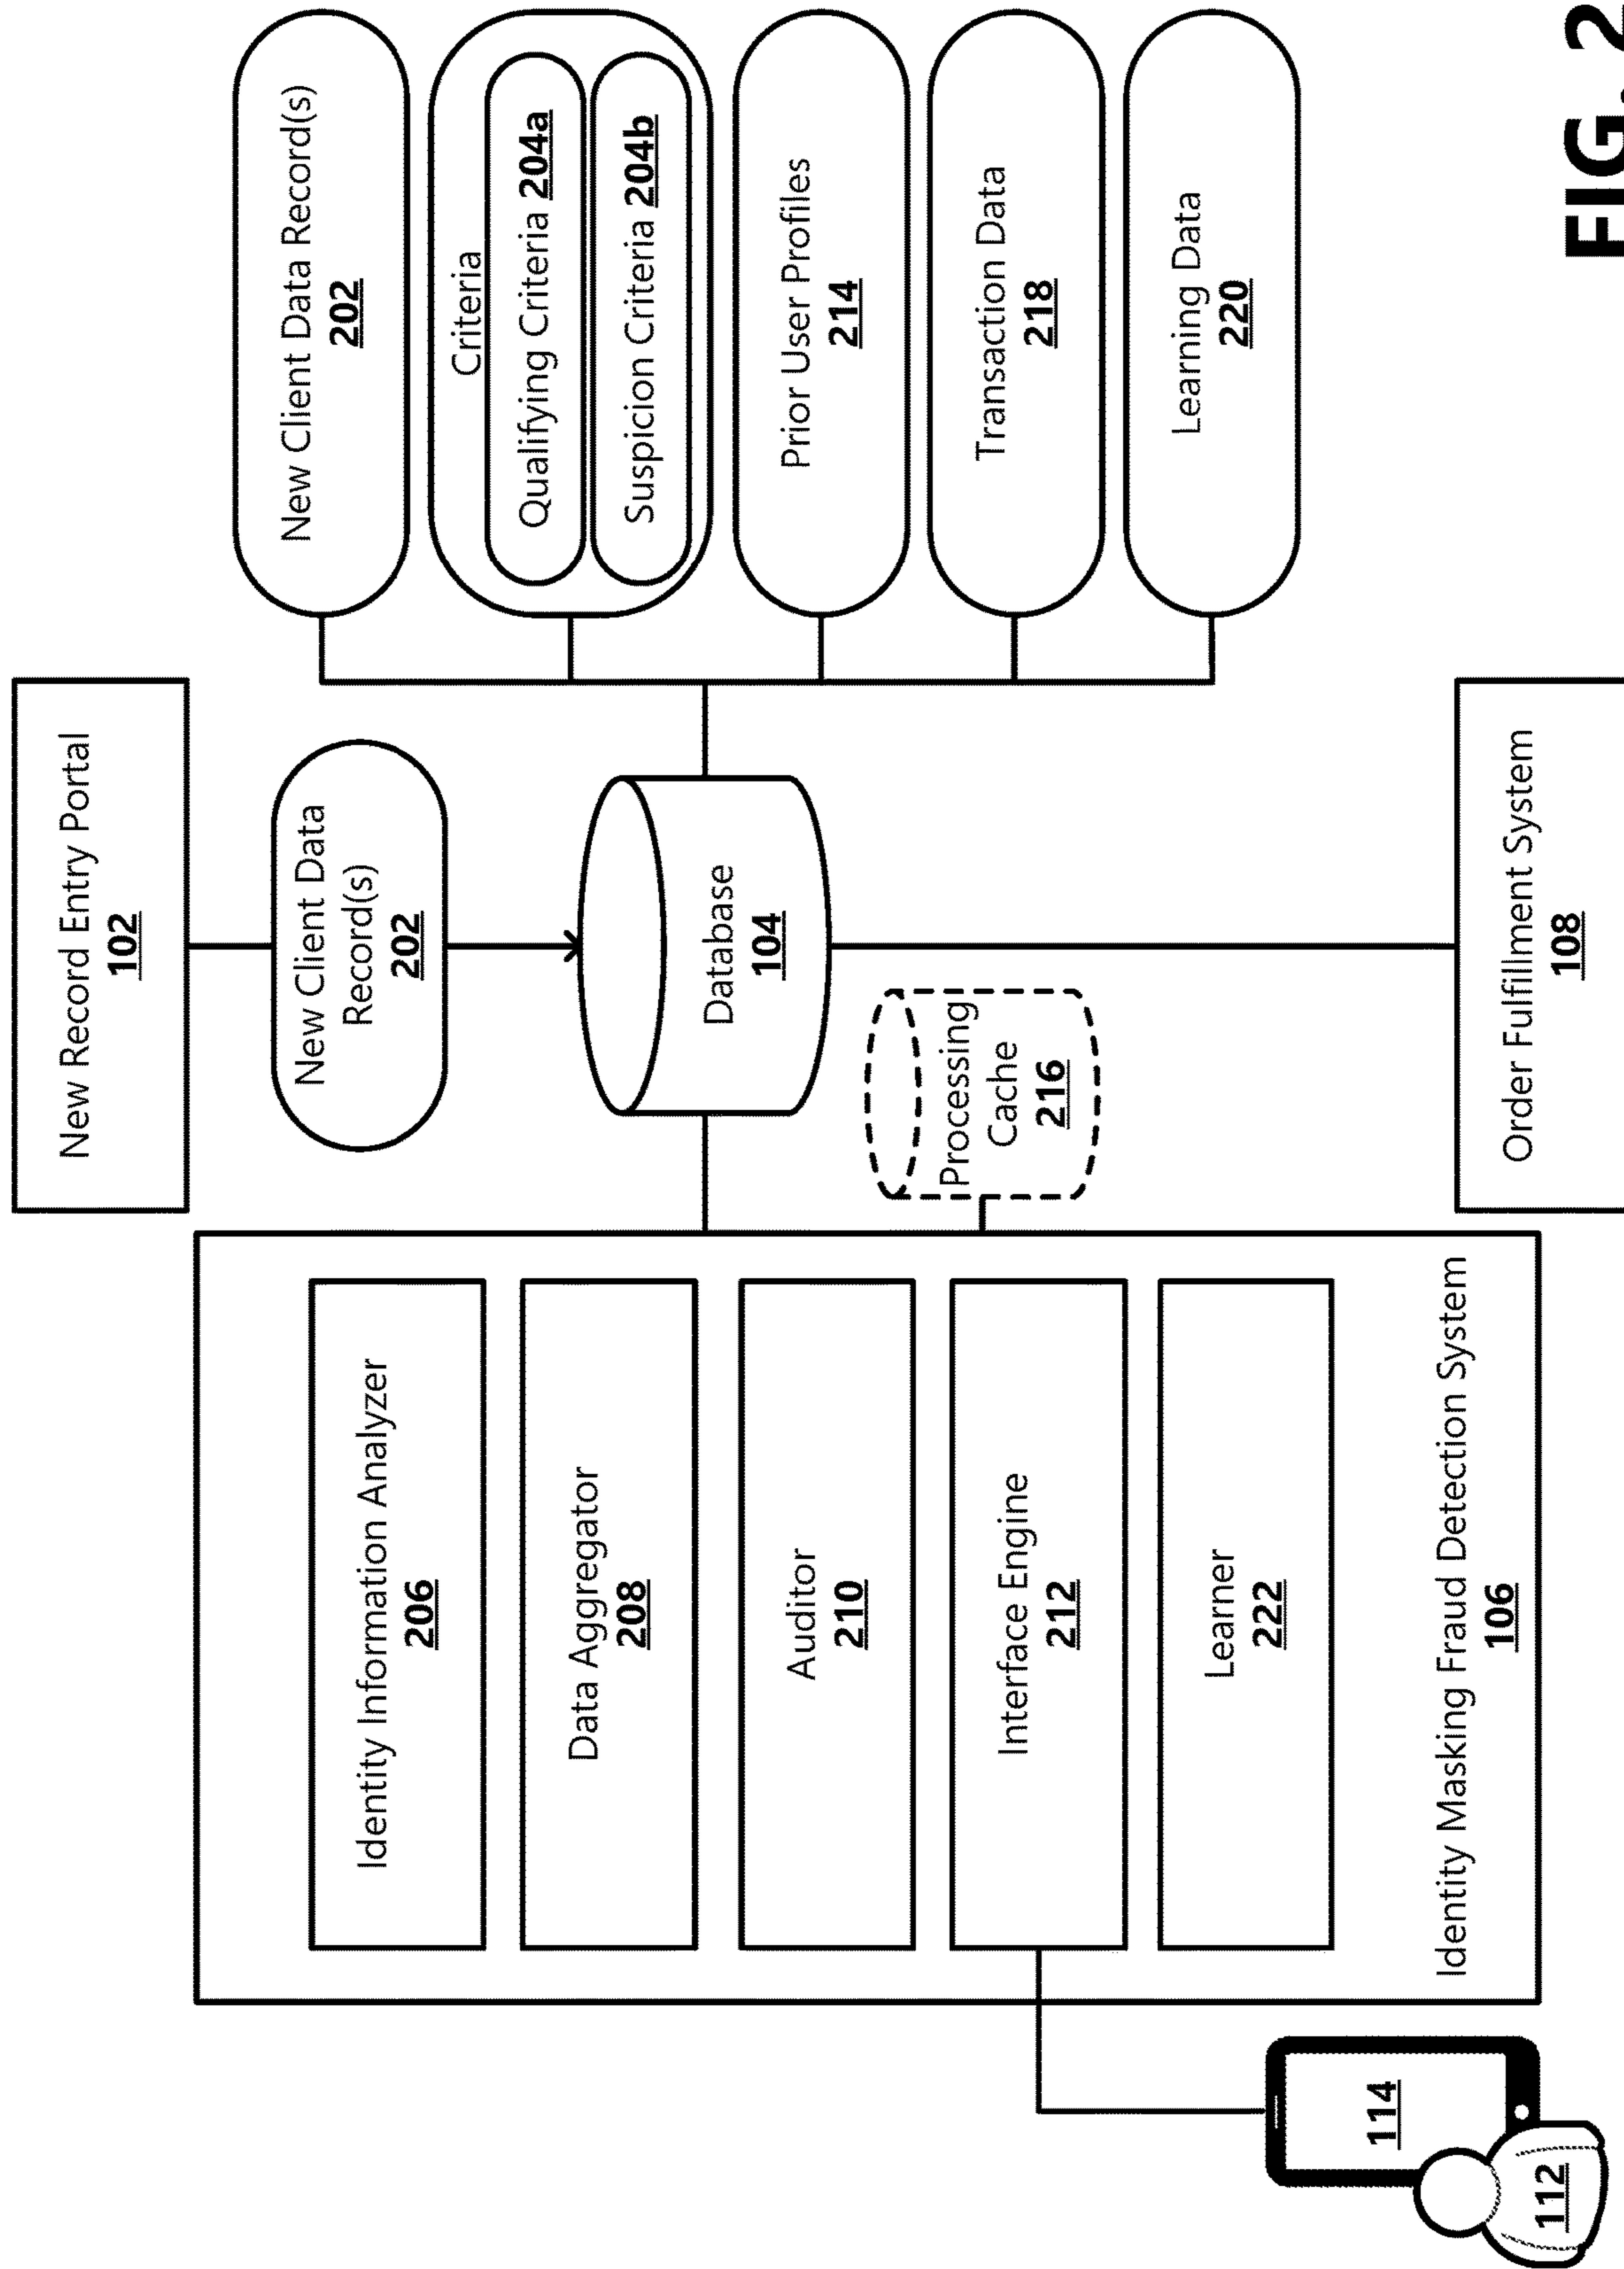 New Record Entry Portal
102
New Client Data
Record(s)
202
Database
104
Processing
Cache
216
Order Fulfillment System
108
Identity Information Analyzer
206
Data Aggregator
208
Auditor
210
Interface Engine
212
Learner
222
Identity Masking Fraud Detection System
106
114
112
New Client Data Record(s)
202
Criteria
Qualifying Criteria 204a
Suspicion Criteria 204b
Prior User Profiles
214
Transaction Data
218
Learning Data
220
FIG. 2